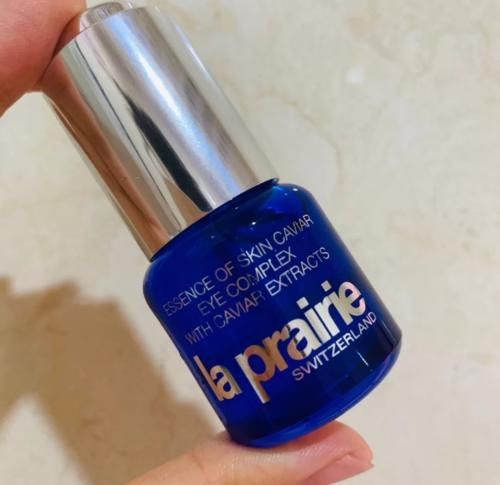 ESSENCE OF SKIN CAVIAR
EYE COMPLEX
WITH CAVIAR EXTRACTS
la prairie
SWITZERLAND